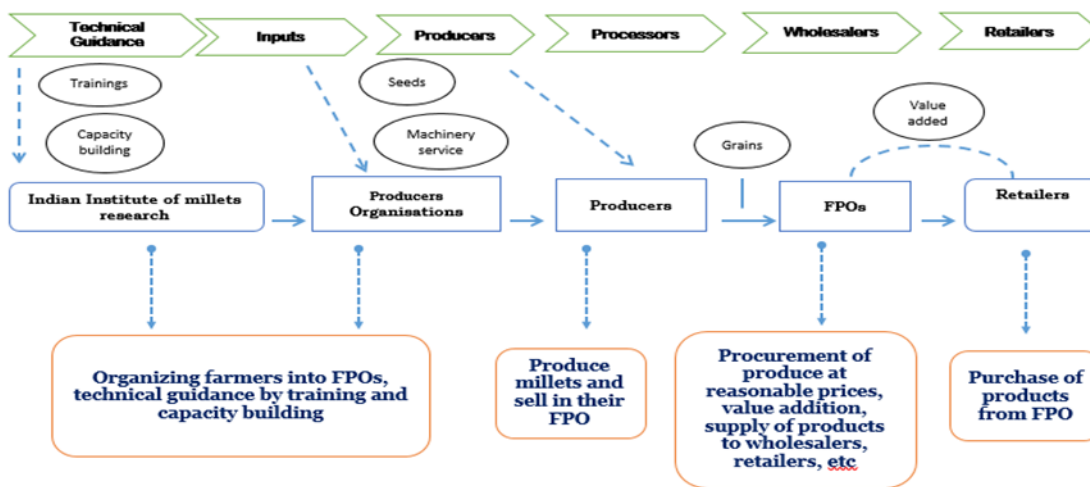 Technical
Guidance
Inputs
Producers
Processors
Wholesalers
Retailers
Trainings
Capacity
building
Seeds
Machinery
service
Grains
Value
added
Indian Institute of millets
research
Producers
Organisations
Producers
FPOs
Retailers
Organizing farmers into FPOs,
technical guidance by training and
capacity building
Produce
millets and
sell in their
FPO
Procurement of
produce at
reasonable prices,
value addition,
supply of products
to wholesalers,
retailers, etc
Purchase of
products
from FPO